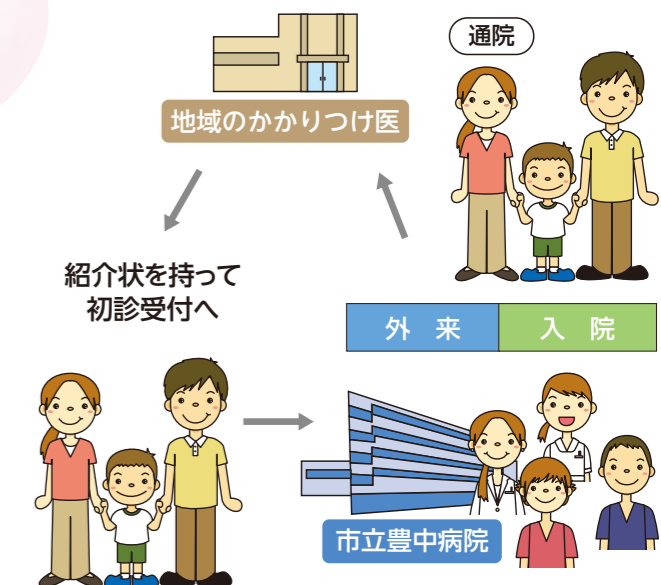 通院
地域のかかりつけ医
紹介状を持って
初診受付へ
外 来
入 院
市立豊中病院